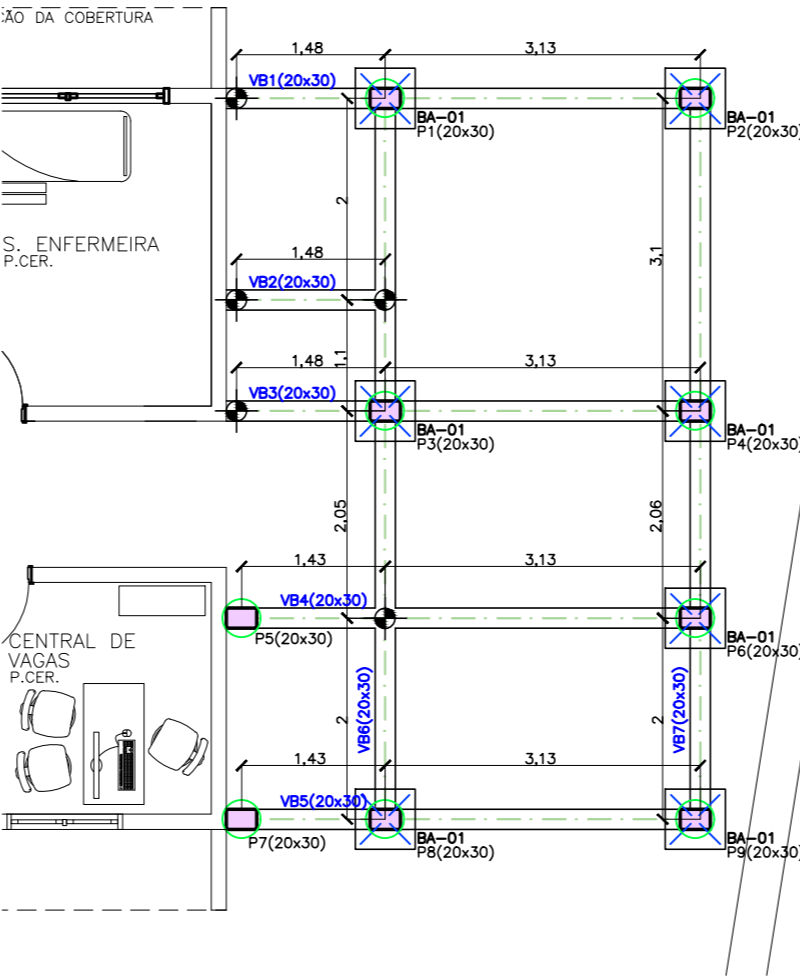 ÃO DA COBERTURA
1,48
3,13
VB1(20x30)
BA-01
P1(20x30)
BA-01
P2(20x30)
2
3,1
S. ENFERMEIRA
P.CER.
1,48
VB2(20x30)
1,1
1,48
3,13
VB3(20x30)
BA-01
P3(20x30)
BA-01
P4(20x30)
2,05
2,06
1,43
3,13
VB4(20x30)
P5(20x30)
BA-01
P6(20x30)
CENTRAL DE
VAGAS
P.CER.
VB6(20x30)
VB7(20x30)
2
2
1,43
3,13
VB5(20x30)
P7(20x30)
BA-01
P8(20x30)
BA-01
P9(20x30)